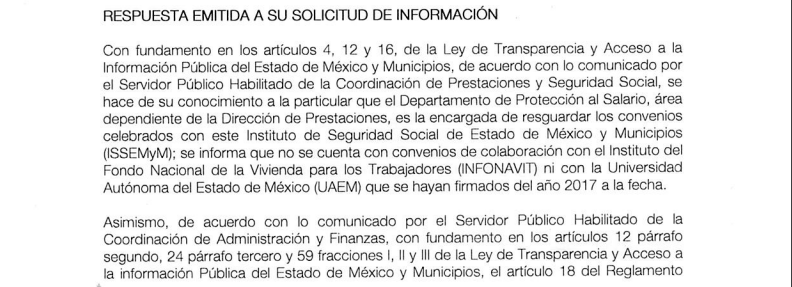 RESPUESTA EMITIDA A SU SOLICITUD DE INFORMACIÓN
Con fundamento en los artículos 4, 12 y 16, de la Ley de Transparencia y Acceso a la
Información Pública del Estado de México y Municipios, de acuerdo con lo comunicado por
el Servidor Público Habilitado de la Coordinación de Prestaciones y Seguridad Social, se
hace de su conocimiento a la particular que el Departamento de Protección al Salario, área
dependiente de la Dirección de Prestaciones, es la encargada de resguardar los convenios
celebrados con este Instituto de Seguridad Social de Estado de México y Municipios
(ISSEMyM); se informa que no se cuenta con convenios de colaboración con el Instituto del
Fondo Nacional de la Vivienda para los Trabajadores (INFONAVIT) ni con la Universidad
Autónoma del Estado de México (UAEM) que se hayan firmados del año 2017 a la fecha.
Asimismo, de acuerdo con lo comunicado por el Servidor Público Habilitado de la
Coordinación de Administración y Finanzas, con fundamento en los artículos 12 párrafo
segundo, 24 párrafo tercero y 59 fracciones I, II y III de la Ley de Transparencia y Acceso a
la información Pública del Estado de México y Municipios, el artículo 18 del Reglamento